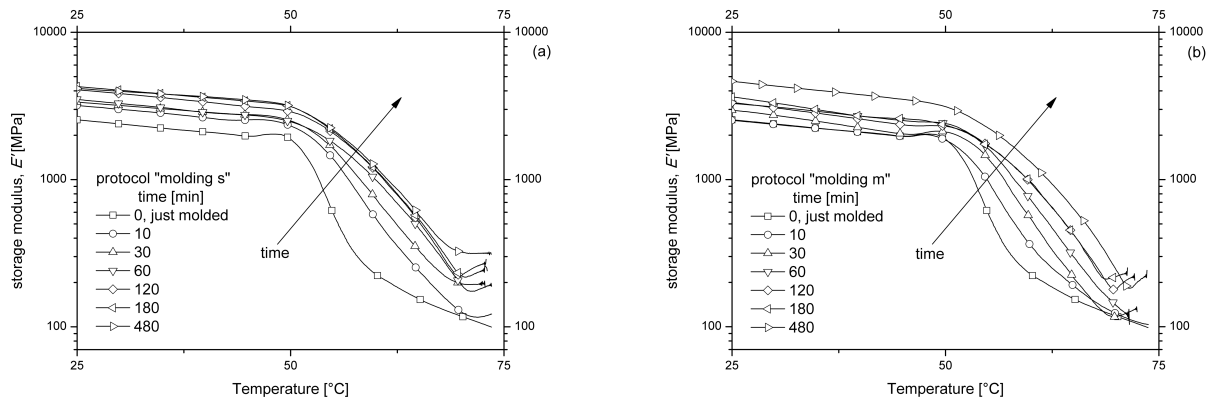 25 50 75
10000 10000
(a)
1000 1000
100 100
storage modulus, E' [MPa]
protocol "molding s"
time [min]
0, just molded
10
30
60
120
180
480
time
25 50 75
Temperature [°C]
25 50 75
10000 10000
(b)
1000 1000
100 100
storage modulus, E' [MPa]
protocol "molding m"
time [min]
0, just molded
10
30
60
120
180
480
time
25 50 75
Temperature [°C]